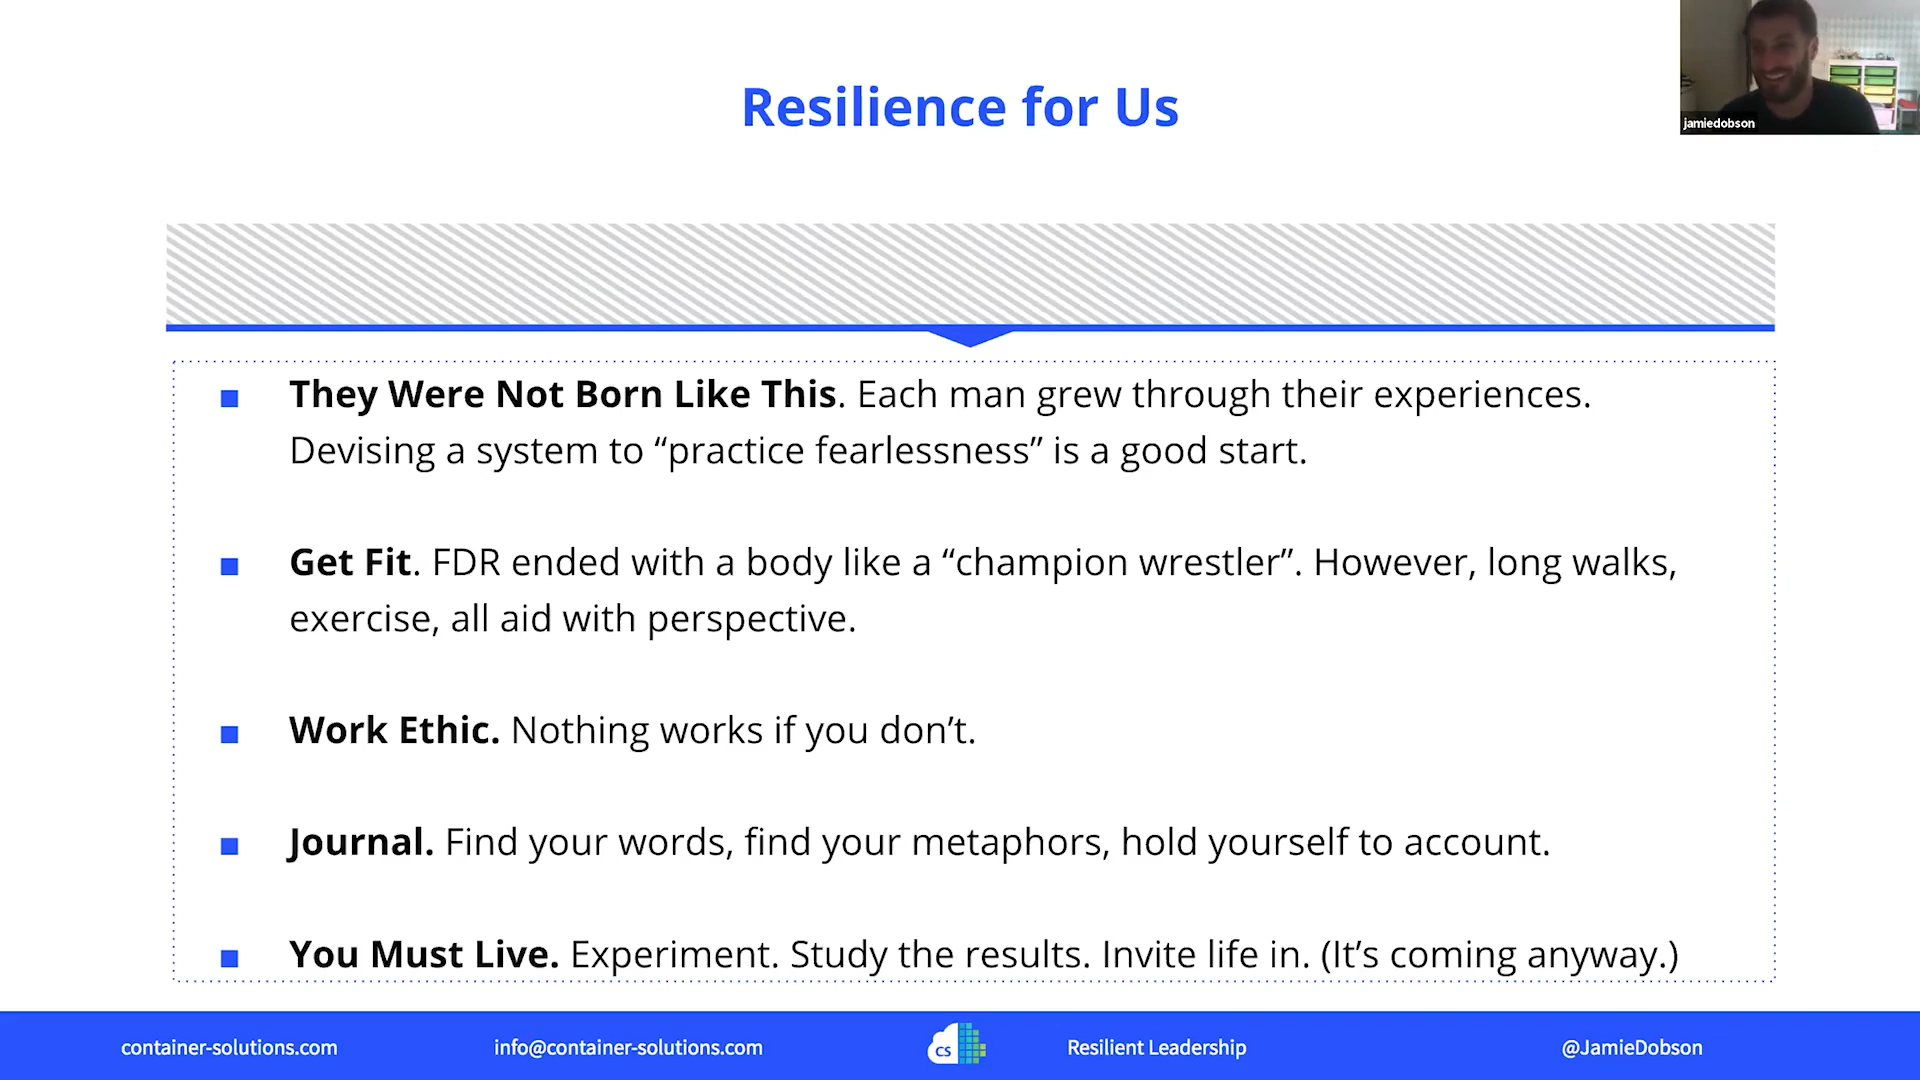 Resilience for Us
jamiedobson
■ They Were Not Born Like This. Each man grew through their experiences.
Devising a system to “practice fearlessness” is a good start.
■ Get Fit. FDR ended with a body like a “champion wrestler”. However, long walks,
exercise, all aid with perspective.
■ Work Ethic. Nothing works if you don’t.
■ Journal. Find your words, find your metaphors, hold yourself to account.
■ You Must Live. Experiment. Study the results. Invite life in. (It’s coming anyway.)
container-solutions.com
info@container-solutions.com
CS
Resilient Leadership
@JamieDobson